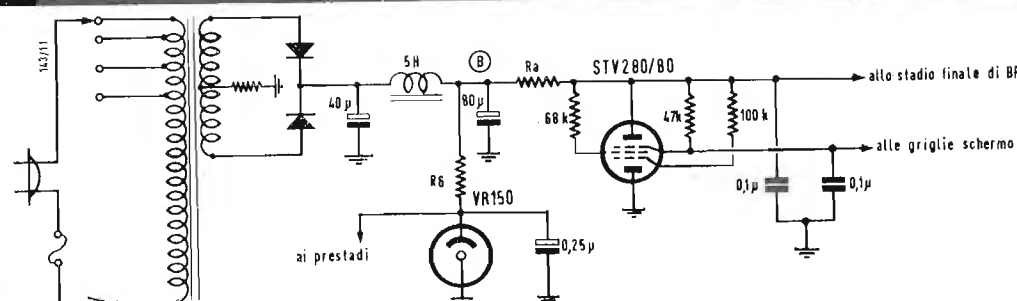 143/11
5H
B
Ra
STV280/80
allo stadio finale di BF
40µ
80µ
68k
47k
100k
alle griglie schermo
R6
VR150
0,1µ
0,1µ
ai prestadi
0,25µ